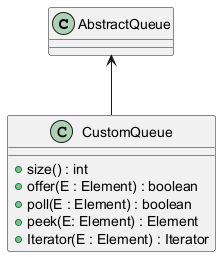 C AbstractQueue
C CustomQueue
size() : int
offer(E : Element) : boolean
poll(E : Element) : boolean
peek(E: Element) : Element
Iterator(E : Element) : Iterator